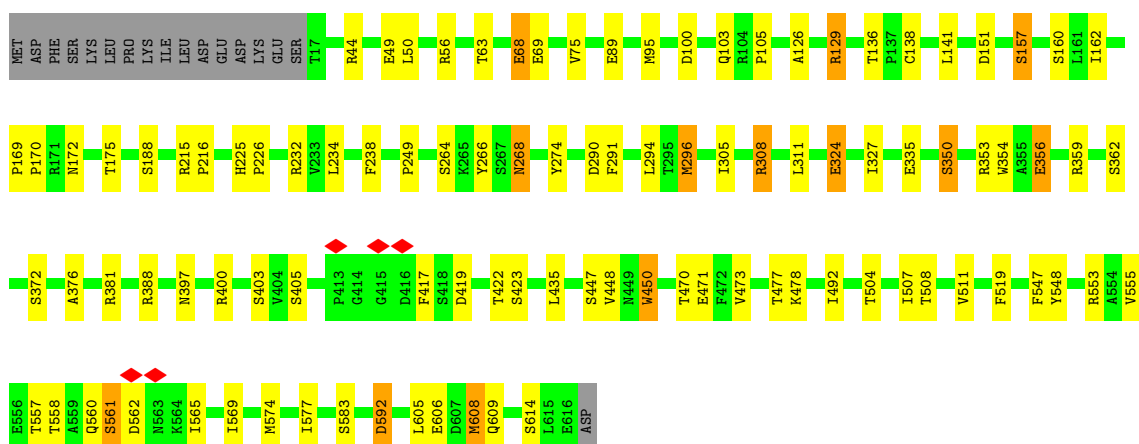 MET ASP PHE SER LYS LEU PRO LYS ILE LEU ASP GLU ASP LYS GLU SER T17 R44 E49 L50 R56 T63 E68 E69 V75 E89 M95 D100 Q103 R104 P105 A126 R129 T136 P137 C138 L141 D151 S157 S160 L161 I162
P169 P170 R171 N172 T175 S188 R215 P216 H225 P226 R232 V233 L234 F238 P249 S264 K265 Y266 S267 N268 Y274 D290 F291 L294 T295 M296 I305 R308 L311 E324 I327 E335 S350 R353 W354 A355 E356 R359 S362
S372 A376 R381 R388 N397 R400 S403 V404 S405 P413 G414 G415 D416 F417 S418 D419 T422 S423 L435 S447 V448 N449 W450 T470 E471 F472 V473 T477 K478 I492 T504 I507 T508 V511 F519 F547 Y548 R553 A554 V555
E556 T557 T558 A559 Q560 S561 D562 N563 K564 I565 I569 M574 I577 S583 D592 L605 E606 D607 M608 Q609 S614 L615 E616 ASP